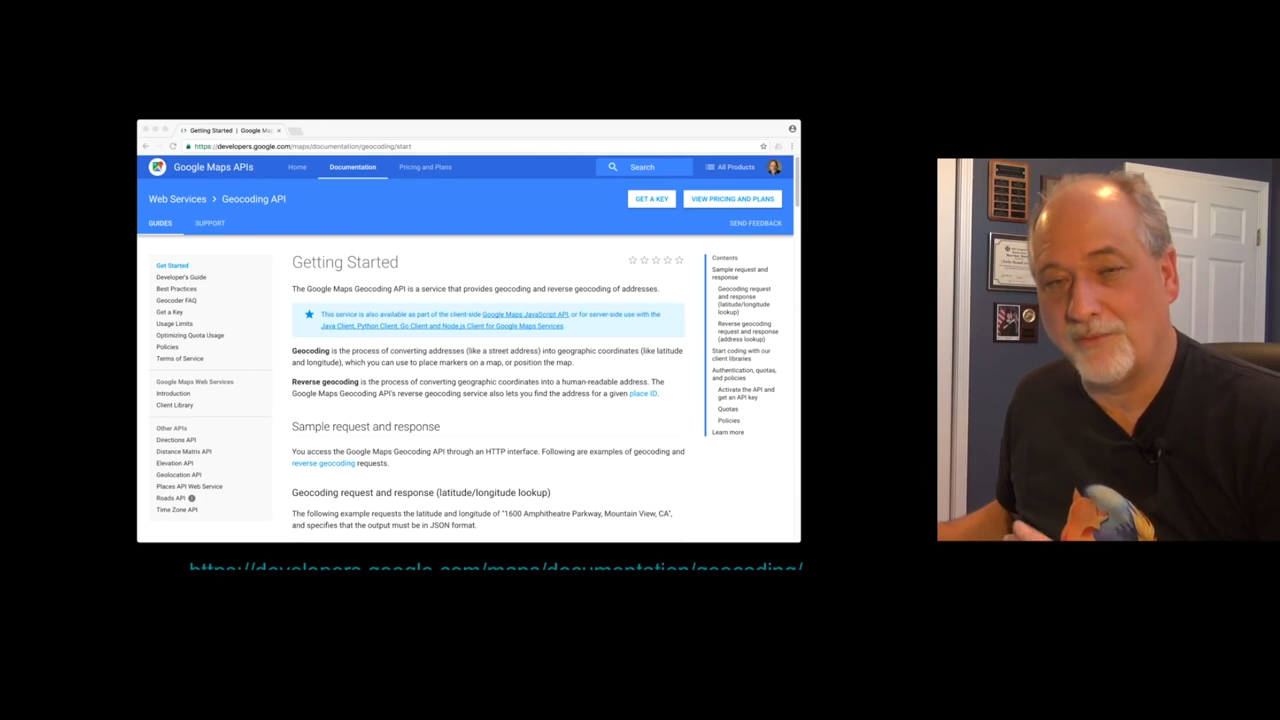 Getting Started | Google Ma
https://developers.google.com/maps/documentation/geocoding/start
Google Maps APIs
Home
Documentation
Pricing and Plans
Search
All Products
Web Services > Geocoding API
GET A KEY
VIEW PRICING AND PLANS
GUIDES
SUPPORT
SEND FEEDBACK
Get Started
Developer's Guide
Best Practices
Geocoder FAQ
Get a Key
Usage Limits
Optimizing Quota Usage
Policies
Terms of Service
Google Maps Web Services
Introduction
Client Library
Other APIs
Directions API
Distance Matrix API
Elevation API
Geolocation API
Places API Web Service
Roads API
Time Zone API
Getting Started
The Google Maps Geocoding API is a service that provides geocoding and reverse geocoding of addresses.
This service is also available as part of the client-side Google Maps JavaScript API, or for server-side use with the
Java Client, Python Client, Go Client and Node.js Client for Google Maps Services.
Geocoding is the process of converting addresses (like a street address) into geographic coordinates (like latitude
and longitude), which you can use to place markers on a map, or position the map.
Reverse geocoding is the process of converting geographic coordinates into a human-readable address. The
Google Maps Geocoding API's reverse geocoding service also lets you find the address for a given place ID.
Sample request and response
You access the Google Maps Geocoding API through an HTTP interface. Following are examples of geocoding and
reverse geocoding requests.
Geocoding request and response (latitude/longitude lookup)
The following example requests the latitude and longitude of "1600 Amphitheatre Parkway, Mountain View, CA",
and specifies that the output must be in JSON format.
Contents
Sample request and
response
Geocoding request
and response
(latitude/longitude
lookup)
Reverse geocoding
request and response
(address lookup)
Start coding with our
client libraries
Authentication, quotas,
and policies
Activate the API and
get an API key
Quotas
Policies
Learn more
https://developers.google.com/maps/documentation/geocoding/